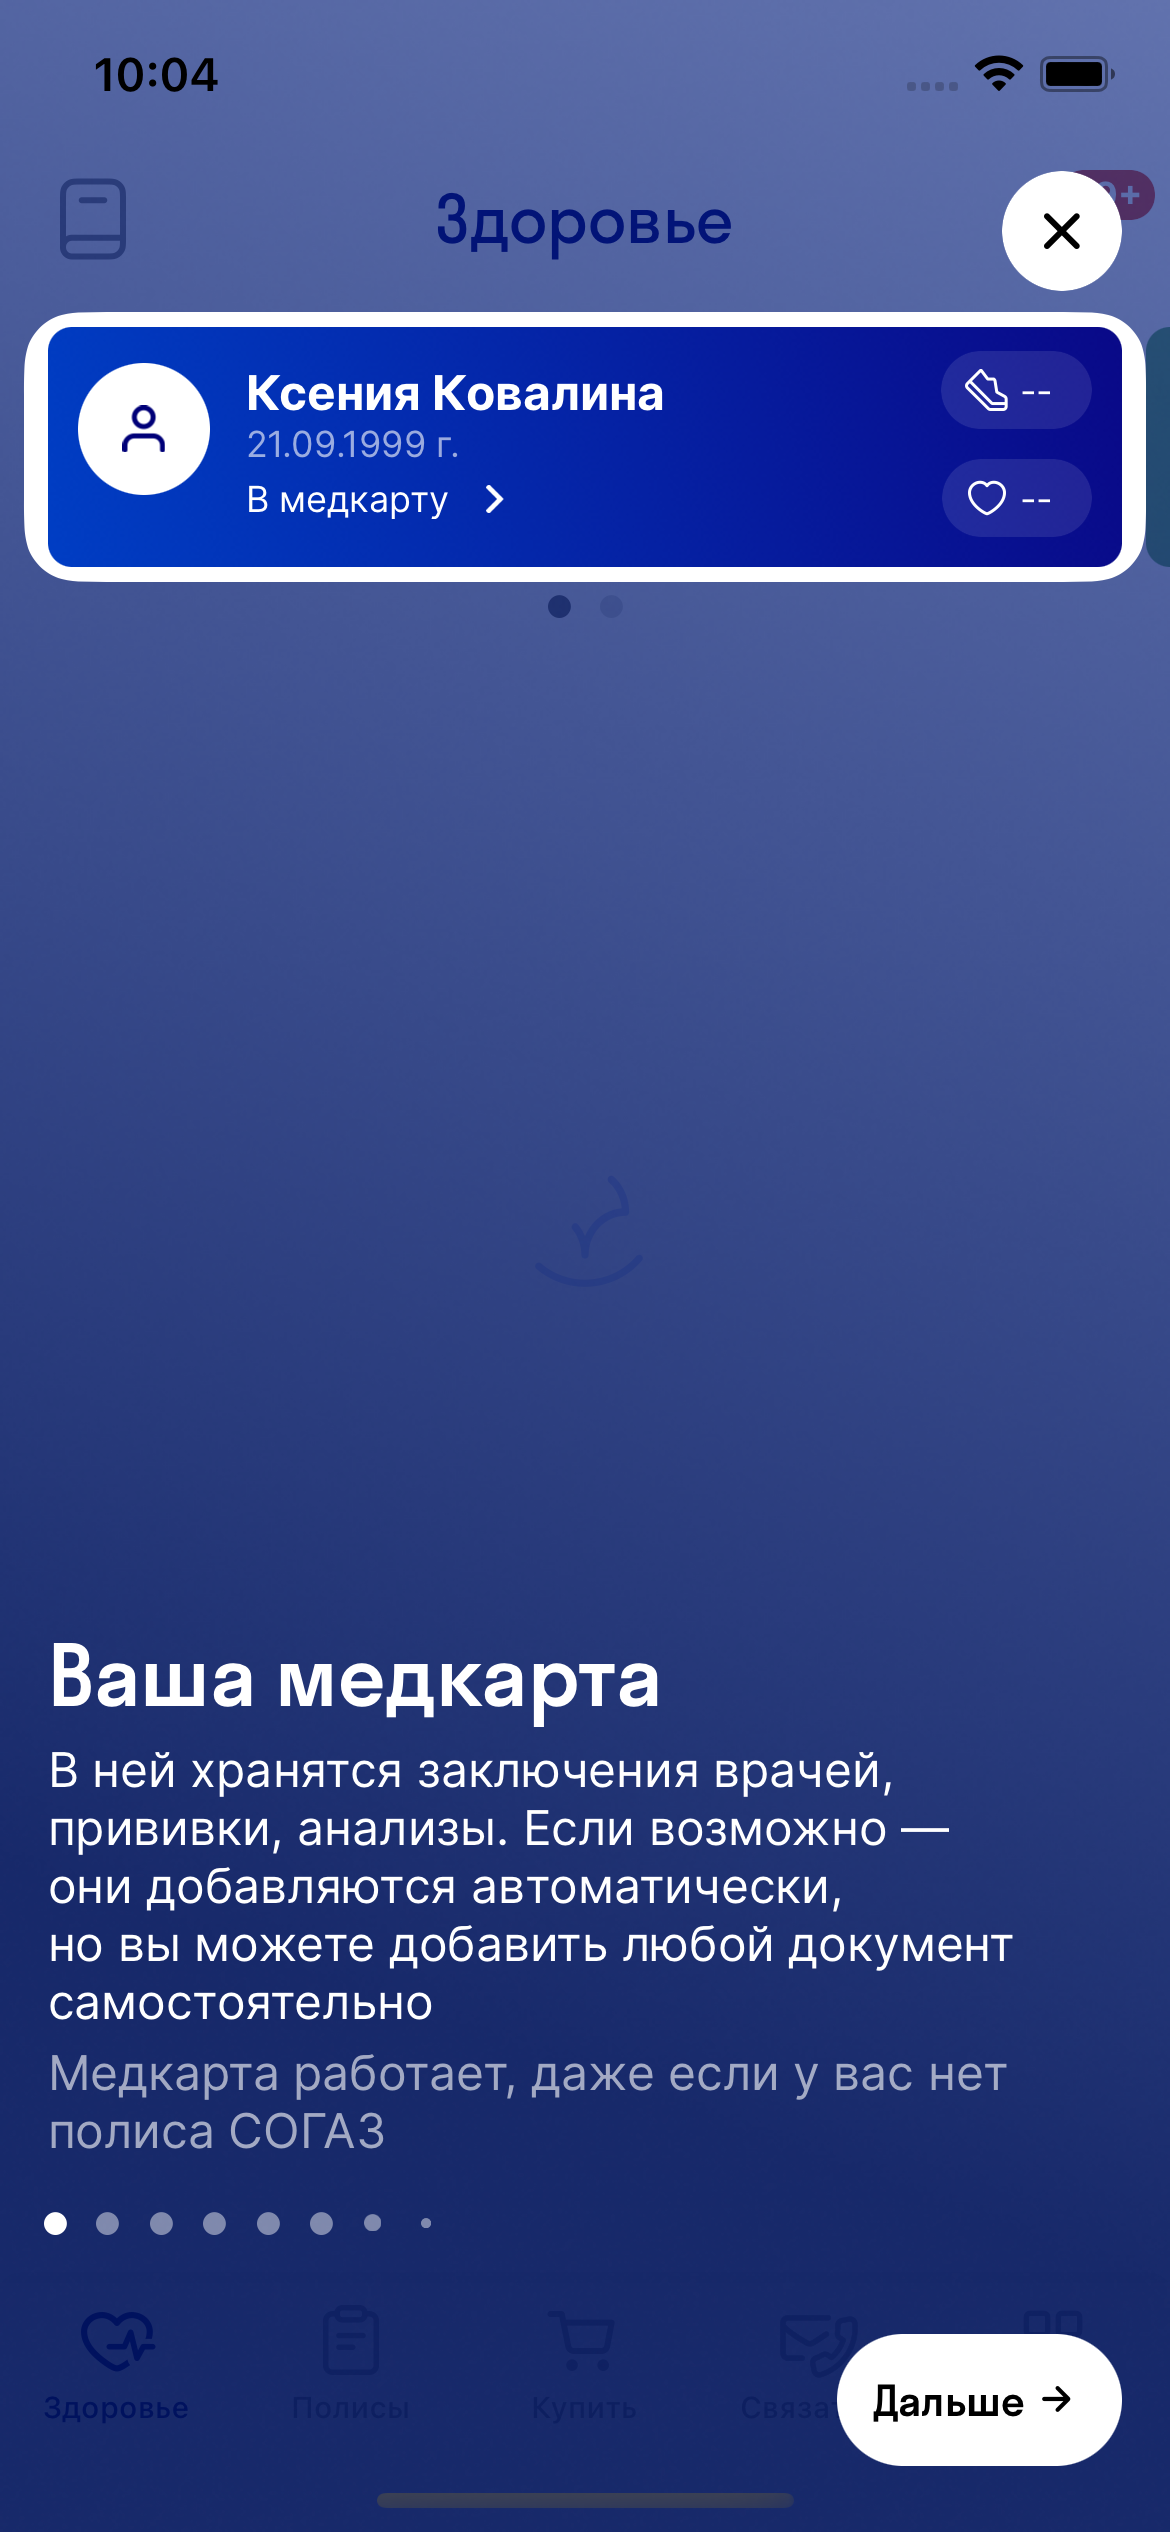 10:04
Здоровье
9+
Ксения Ковалина
21.09.1999 г.
В медкарту
--
--
Ваша медкарта
В ней хранятся заключения врачей,
прививки, анализы. Если возможно —
они добавляются автоматически,
но вы можете добавить любой документ
самостоятельно
Медкарта работает, даже если у вас нет
полиса СОГАЗ
Здоровье
Полисы
Купить
Дальше